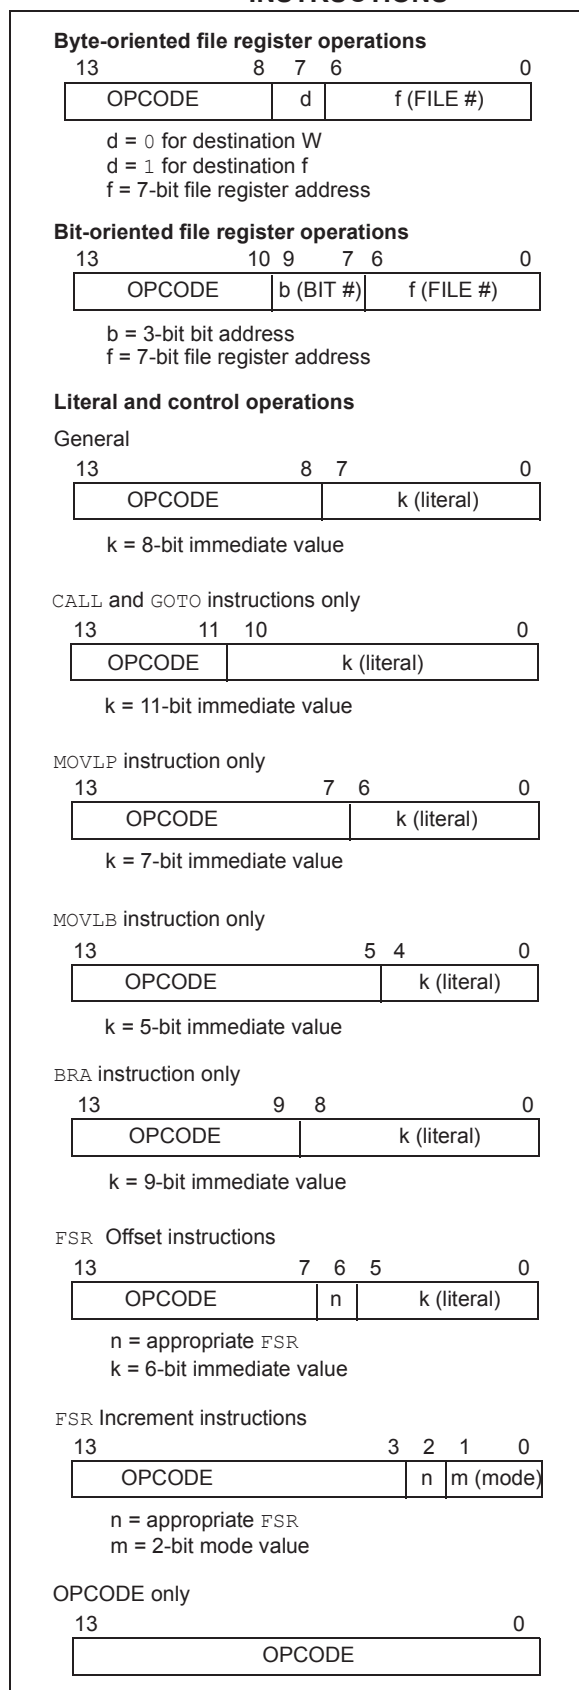 Byte-oriented file register operations
13 8 7 6 0
OPCODE d f (FILE #)
d = 0 for destination W
d = 1 for destination f
f = 7-bit file register address
Bit-oriented file register operations
13 10 9 7 6 0
OPCODE b (BIT #) f (FILE #)
b = 3-bit bit address
f = 7-bit file register address
Literal and control operations
General
13 8 7 0
OPCODE k (literal)
k = 8-bit immediate value
CALL and GOTO instructions only
13 11 10 0
OPCODE k (literal)
k = 11-bit immediate value
MOVLP instruction only
13 7 6 0
OPCODE k (literal)
k = 7-bit immediate value
MOVLB instruction only
13 5 4 0
OPCODE k (literal)
k = 5-bit immediate value
BRA instruction only
13 9 8 0
OPCODE k (literal)
k = 9-bit immediate value
FSR Offset instructions
13 7 6 5 0
OPCODE n k (literal)
n = appropriate FSR
k = 6-bit immediate value
FSR Increment instructions
13 3 2 1 0
OPCODE n m (mode)
n = appropriate FSR
m = 2-bit mode value
OPCODE only
13 0
OPCODE